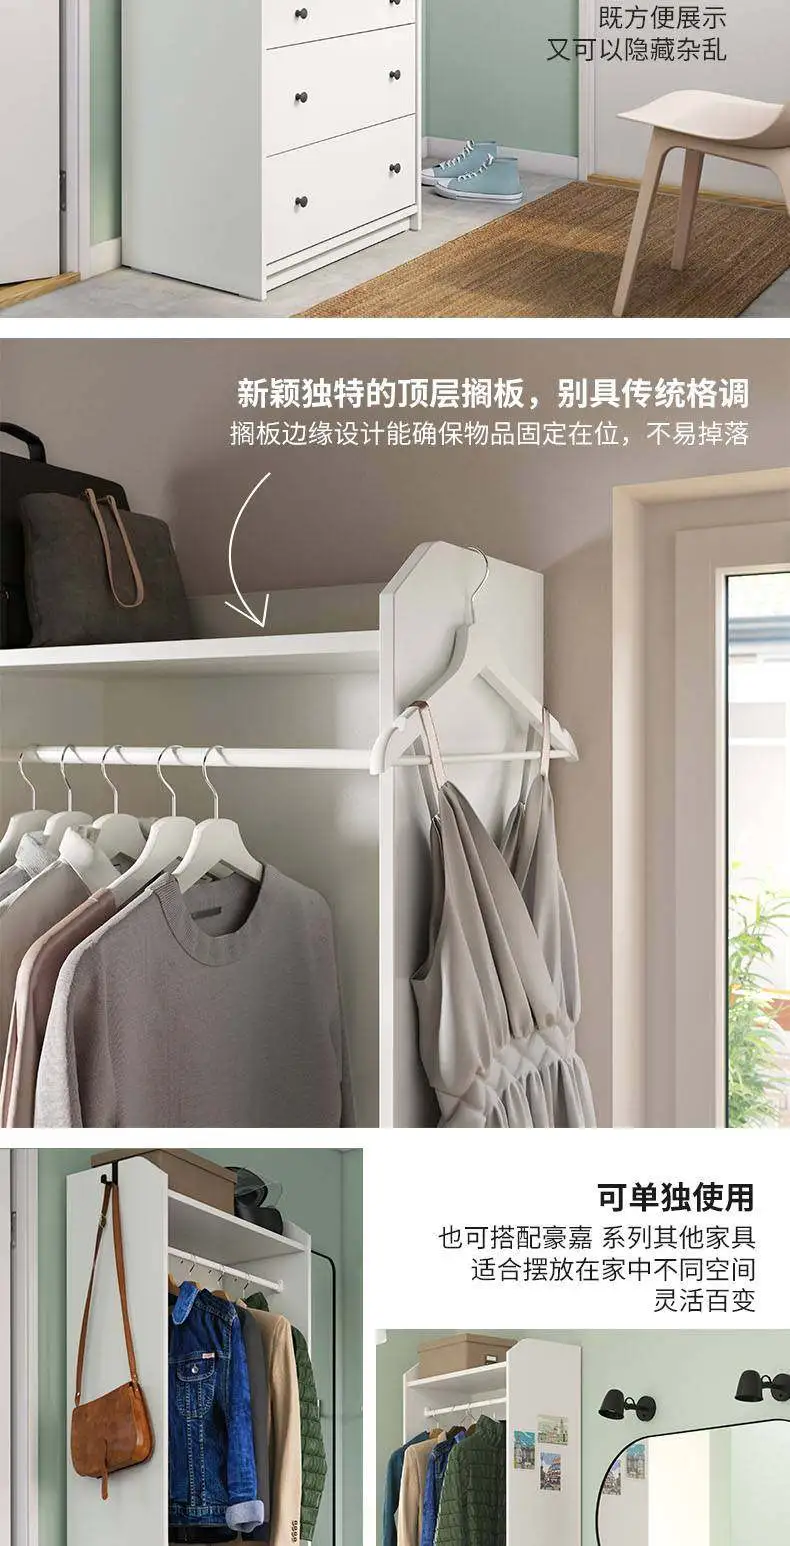 既方便展示
又可以隐藏杂乱
新颖独特的顶层搁板，别具传统格调
搁板边缘设计能确保物品固定在位，不易掉落
可单独使用
也可搭配豪嘉 系列其他家具
适合摆放在家中不同空间
灵活百变